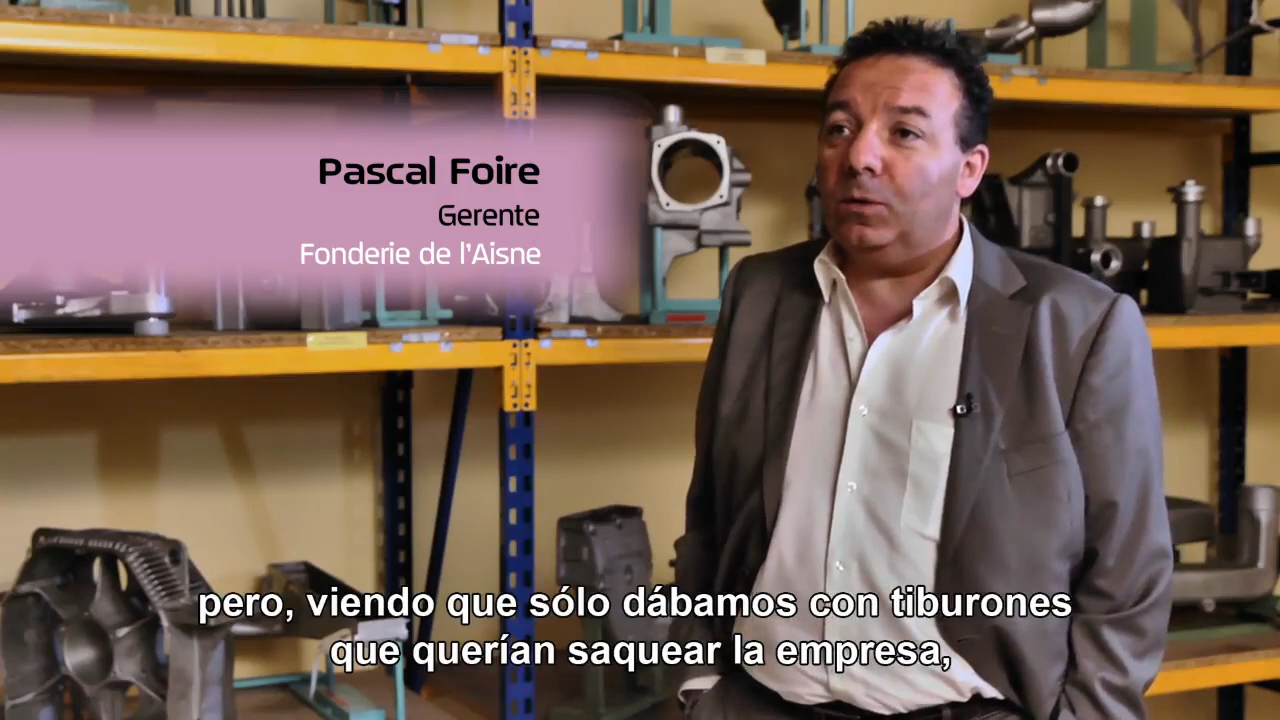 Pascal Foire
Gerente
Fonderie de l'Aisne
pero, viendo que sólo dábamos con tiburones
que querían saquear la empresa,